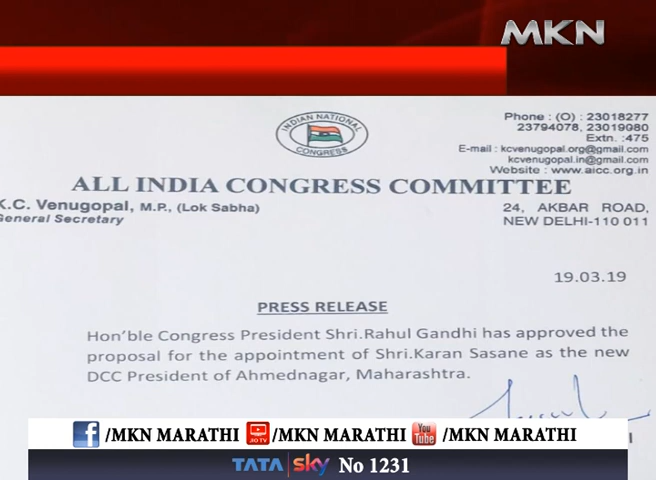 MKN
INDIAN NATIONAL
CONGRESS
Phone : (O) : 23018277
23794078, 23019080
Extn. :475
E-mail : kcvenugopal.org@gmail.com
kcvenugopal.in@gmail.com
Website : www.aicc.org.in
ALL INDIA CONGRESS COMMITTEE
K.C. Venugopal, M.P., (Lok Sabha)
General Secretary
24, AKBAR ROAD,
NEW DELHI-110 011
19.03.19
PRESS RELEASE
Hon'ble Congress President Shri.Rahul Gandhi has approved the
proposal for the appointment of Shri.Karan Sasane as the new
DCC President of Ahmednagar, Maharashtra.
f /MKN MARATHI JIO TV /MKN MARATHI You Tube /MKN MARATHI
TATA sky No 1231